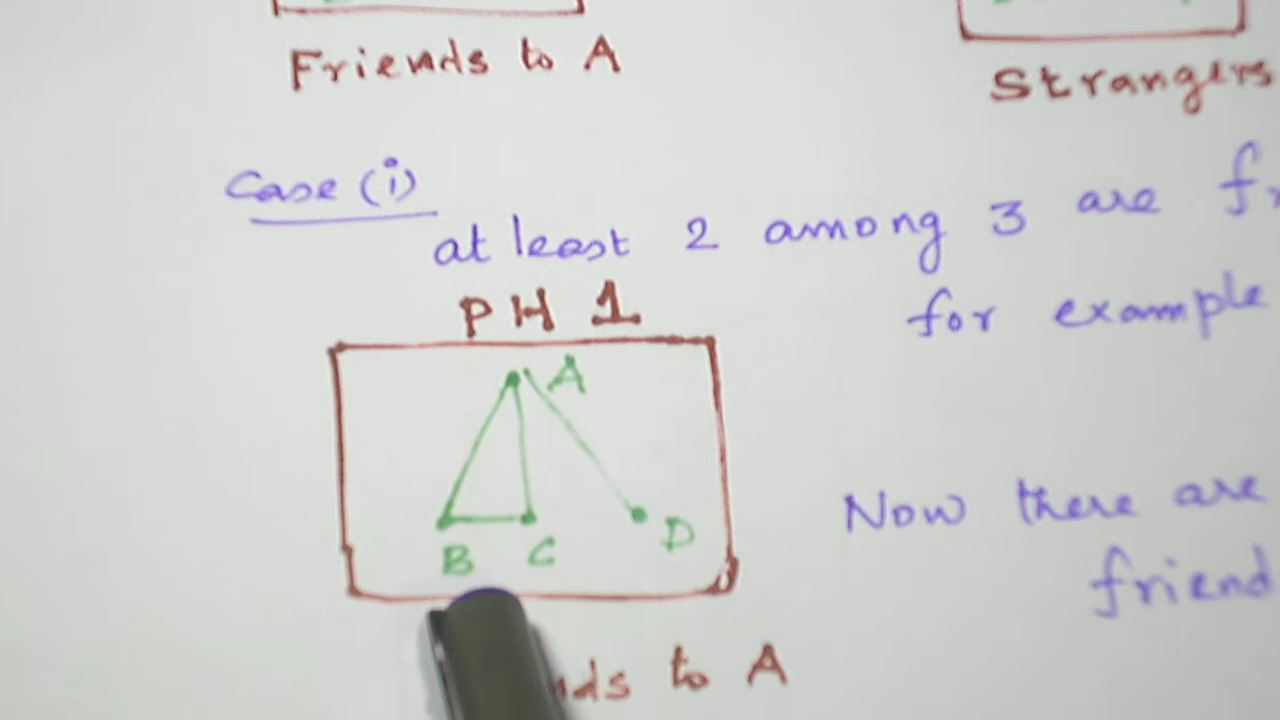 Friends to A
Strangers
Case (i)
at least 2 among 3 are
for example
PH 1
A
B C D
Now there are
friend
to A